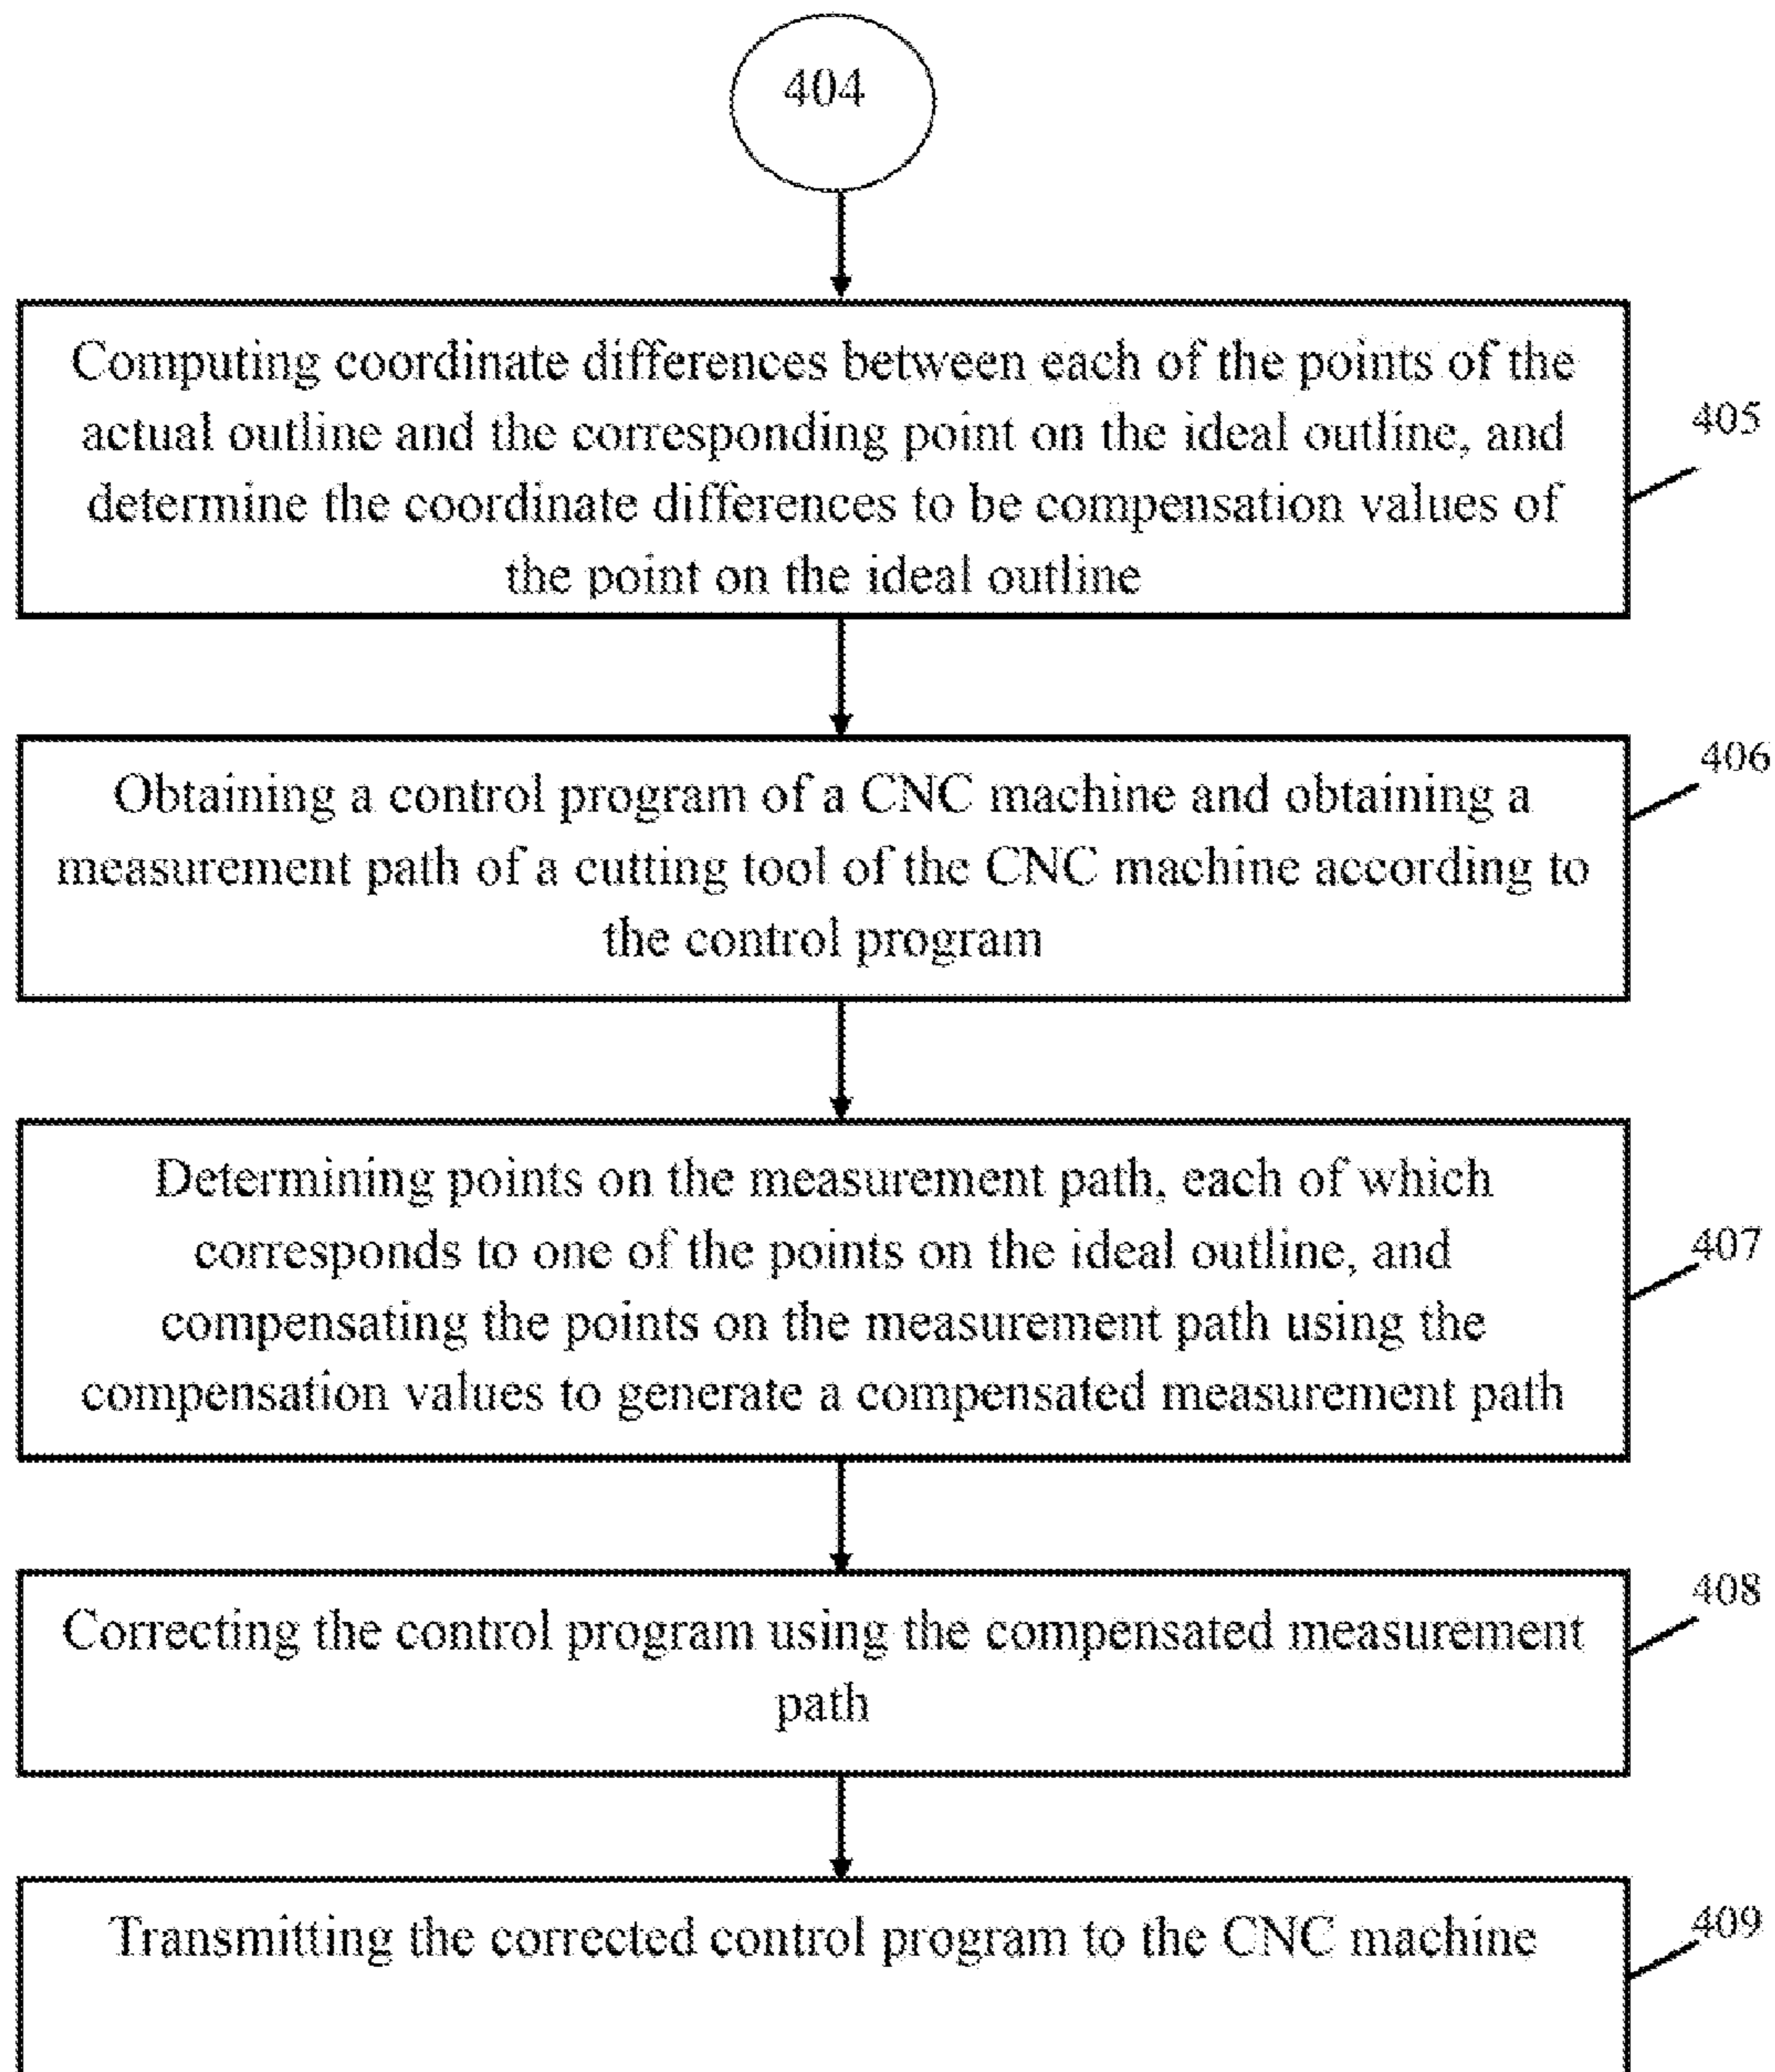 404
Computing coordinate differences between each of the points of the
actual outline and the corresponding point on the ideal outline, and
determine the coordinate differences to be compensation values of
the point on the ideal outline
405
Obtaining a control program of a CNC machine and obtaining a
measurement path of a cutting tool of the CNC machine according to
the control program
406
Determining points on the measurement path, each of which
corresponds to one of the points on the ideal outline, and
compensating the points on the measurement path using the
compensation values to generate a compensated measurement path
407
Correcting the control program using the compensated measurement
path
408
Transmitting the corrected control program to the CNC machine
409